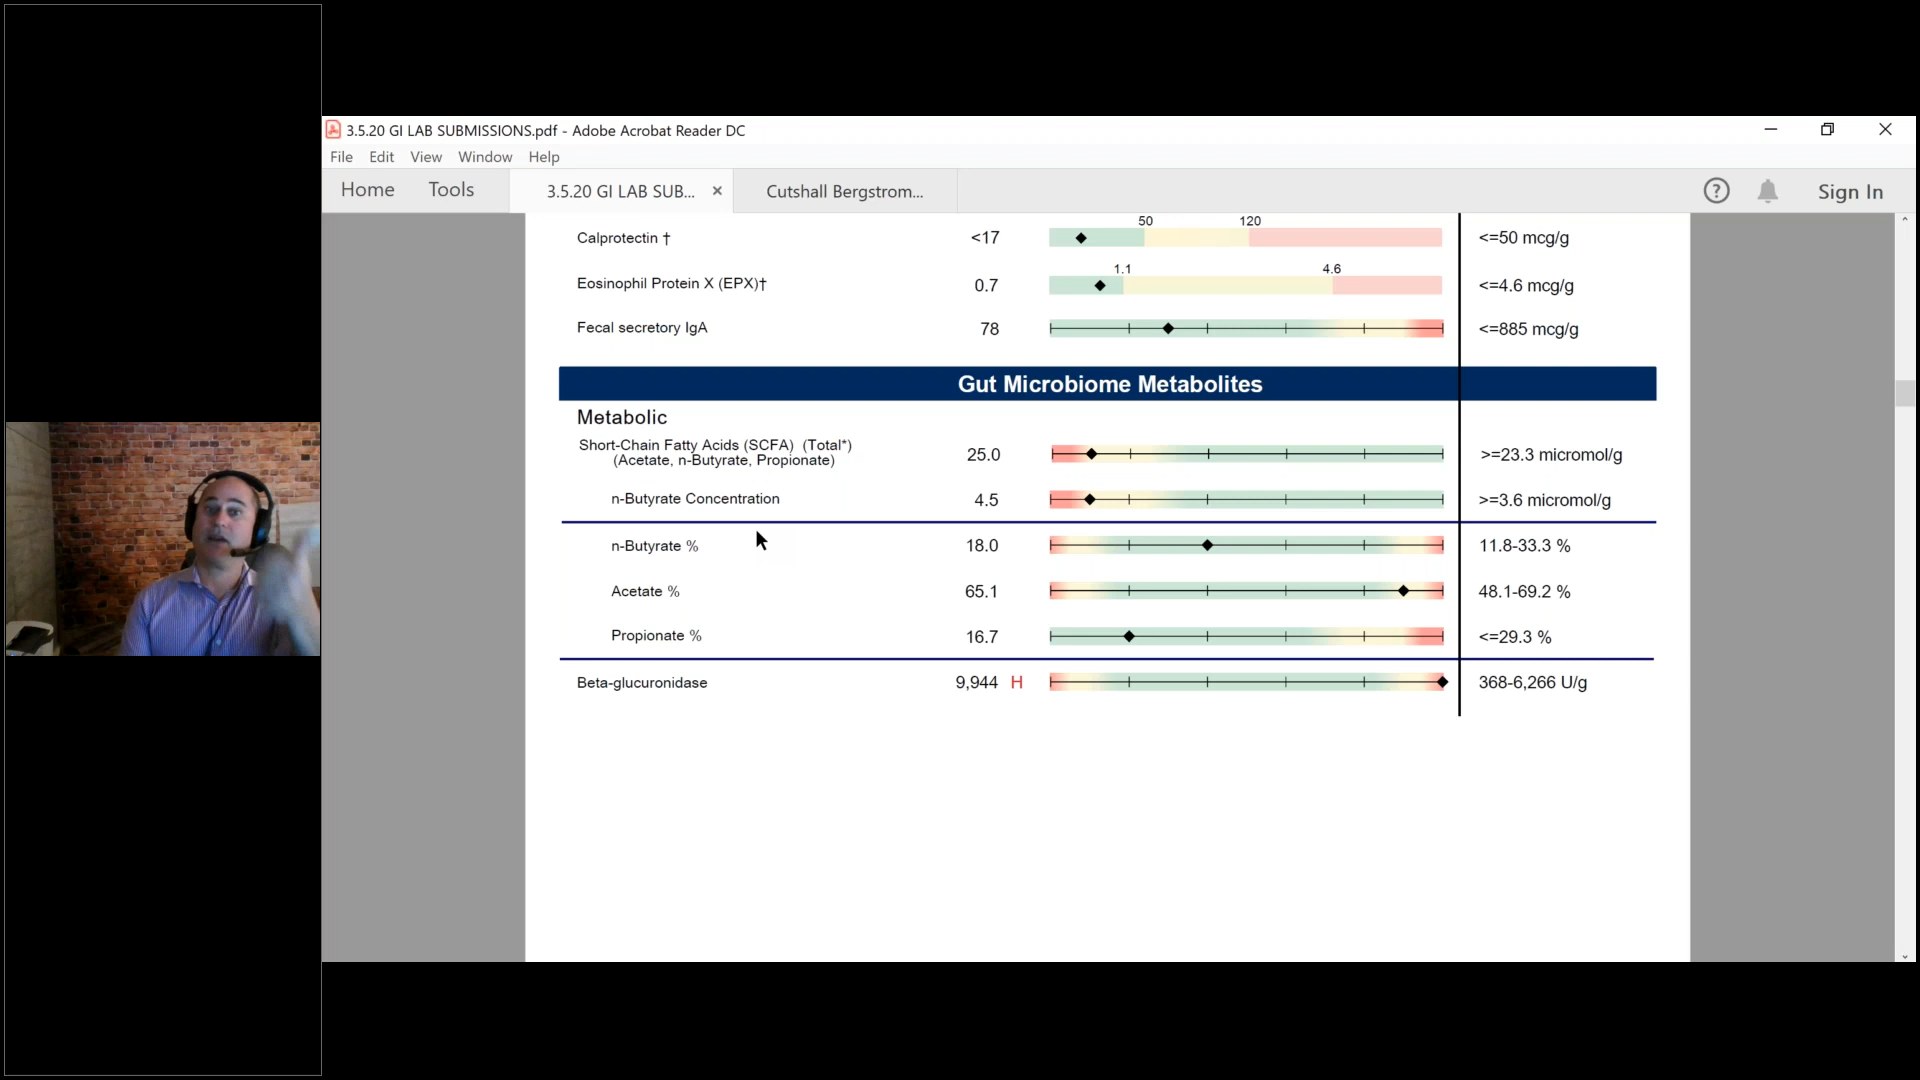 3.5.20 GI LAB SUBMISSIONS.pdf - Adobe Acrobat Reader DC
File Edit View Window Help
Home Tools 3.5.20 GI LAB SUB... × Cutshall Bergstrom... ? Sign In
50 120
Calprotectin † <17 <=50 mcg/g
1.1 4.6
Eosinophil Protein X (EPX)† 0.7 <=4.6 mcg/g
Fecal secretory IgA 78 <=885 mcg/g
Gut Microbiome Metabolites
Metabolic
Short-Chain Fatty Acids (SCFA) (Total*)
(Acetate, n-Butyrate, Propionate) 25.0 >=23.3 micromol/g
n-Butyrate Concentration 4.5 >=3.6 micromol/g
n-Butyrate % 18.0 11.8-33.3 %
Acetate % 65.1 48.1-69.2 %
Propionate % 16.7 <=29.3 %
Beta-glucuronidase 9,944 H 368-6,266 U/g